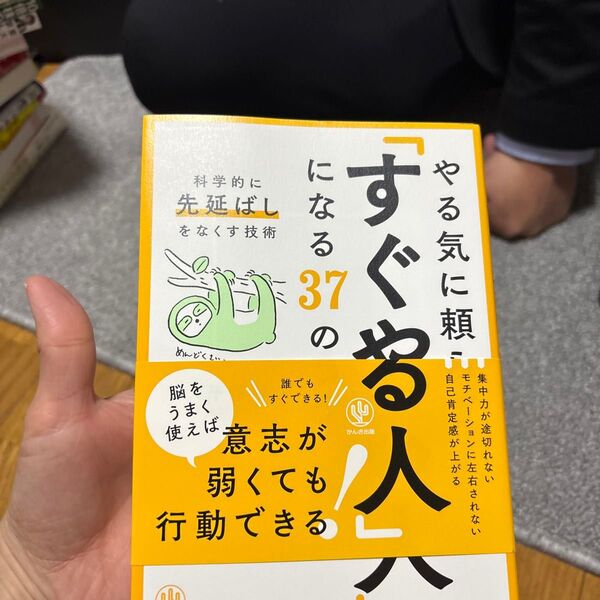 やる気に頼
「すぐやる人」
になる37の
科学的に
先延ばし
をなくす技術
めんどくさい
集中力が途切れない
モチベーションに左右されない
自己肯定感が上がる
誰でも
すぐできる!
かんき出版
脳を
うまく
使えば
意志が
弱くても
行動できる!